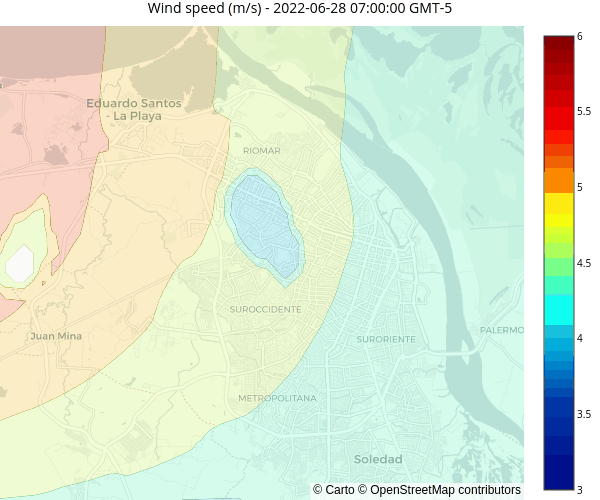 Wind speed (m/s) - 2022-06-28 07:00:00 GMT-5
6
5.5
Eduardo Santos
- La Playa
RIOMAR
5
4.5
SUROCCIDENTE
Juan Mina
SURORIENTE
PALERMO
4
METROPOLITANA
3.5
Soledad
© Carto © OpenStreetMap contributors
3